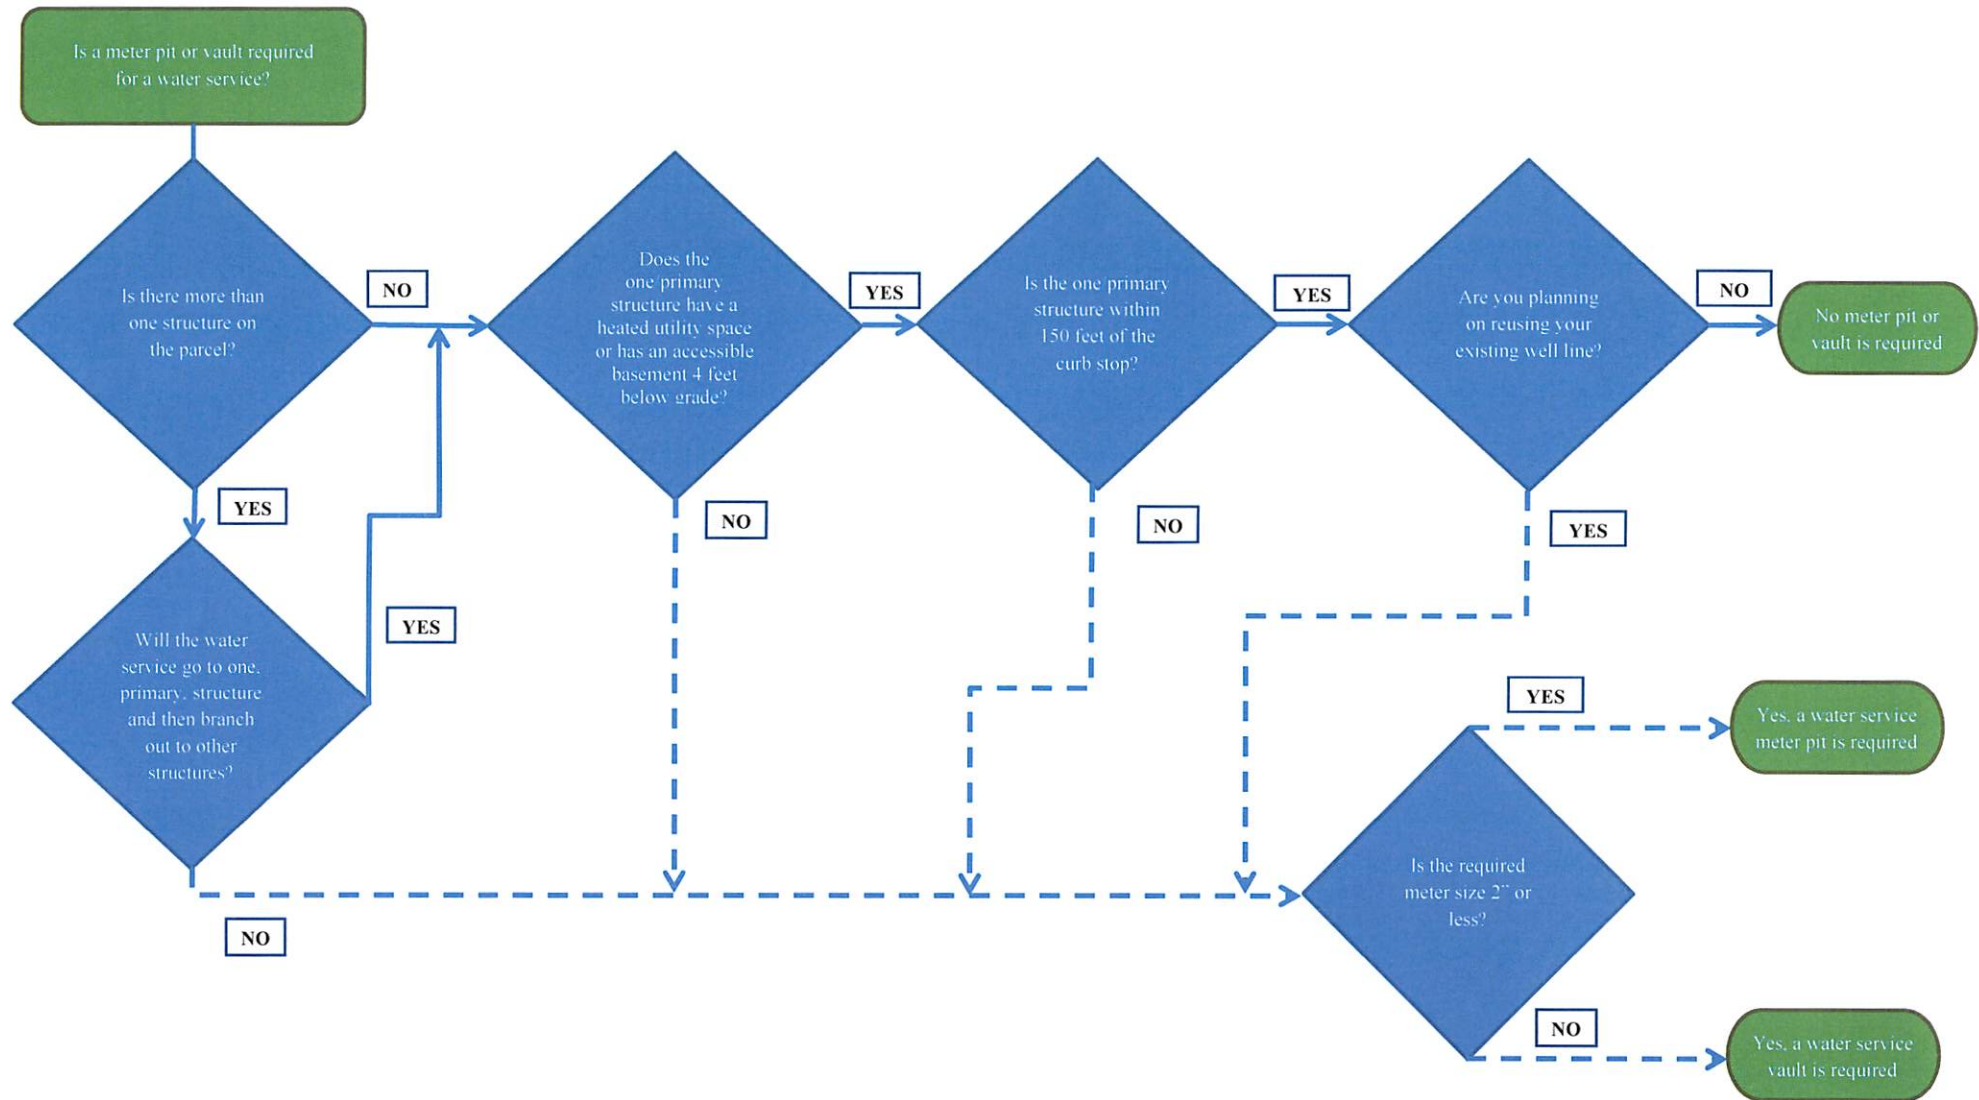 Is a meter pit or vault required
for a water service?
Is there more than
one structure on
the parcel?
NO
Does the
one/primary
structure have a
heated utility space
or has an accessible
basement 4 feet
below grade?
YES
Is the one/primary
structure within
150 feet of the
curb stop?
YES
Are you planning
on reusing your
existing well line?
NO
No meter pit or
vault is required
YES
NO
NO
YES
Will the water
service go to one,
primary, structure
and then branch
out to other
structures?
YES
NO
Is the required
meter size 2" or
less?
YES
Yes, a water service
meter pit is required
NO
Yes, a water service
vault is required